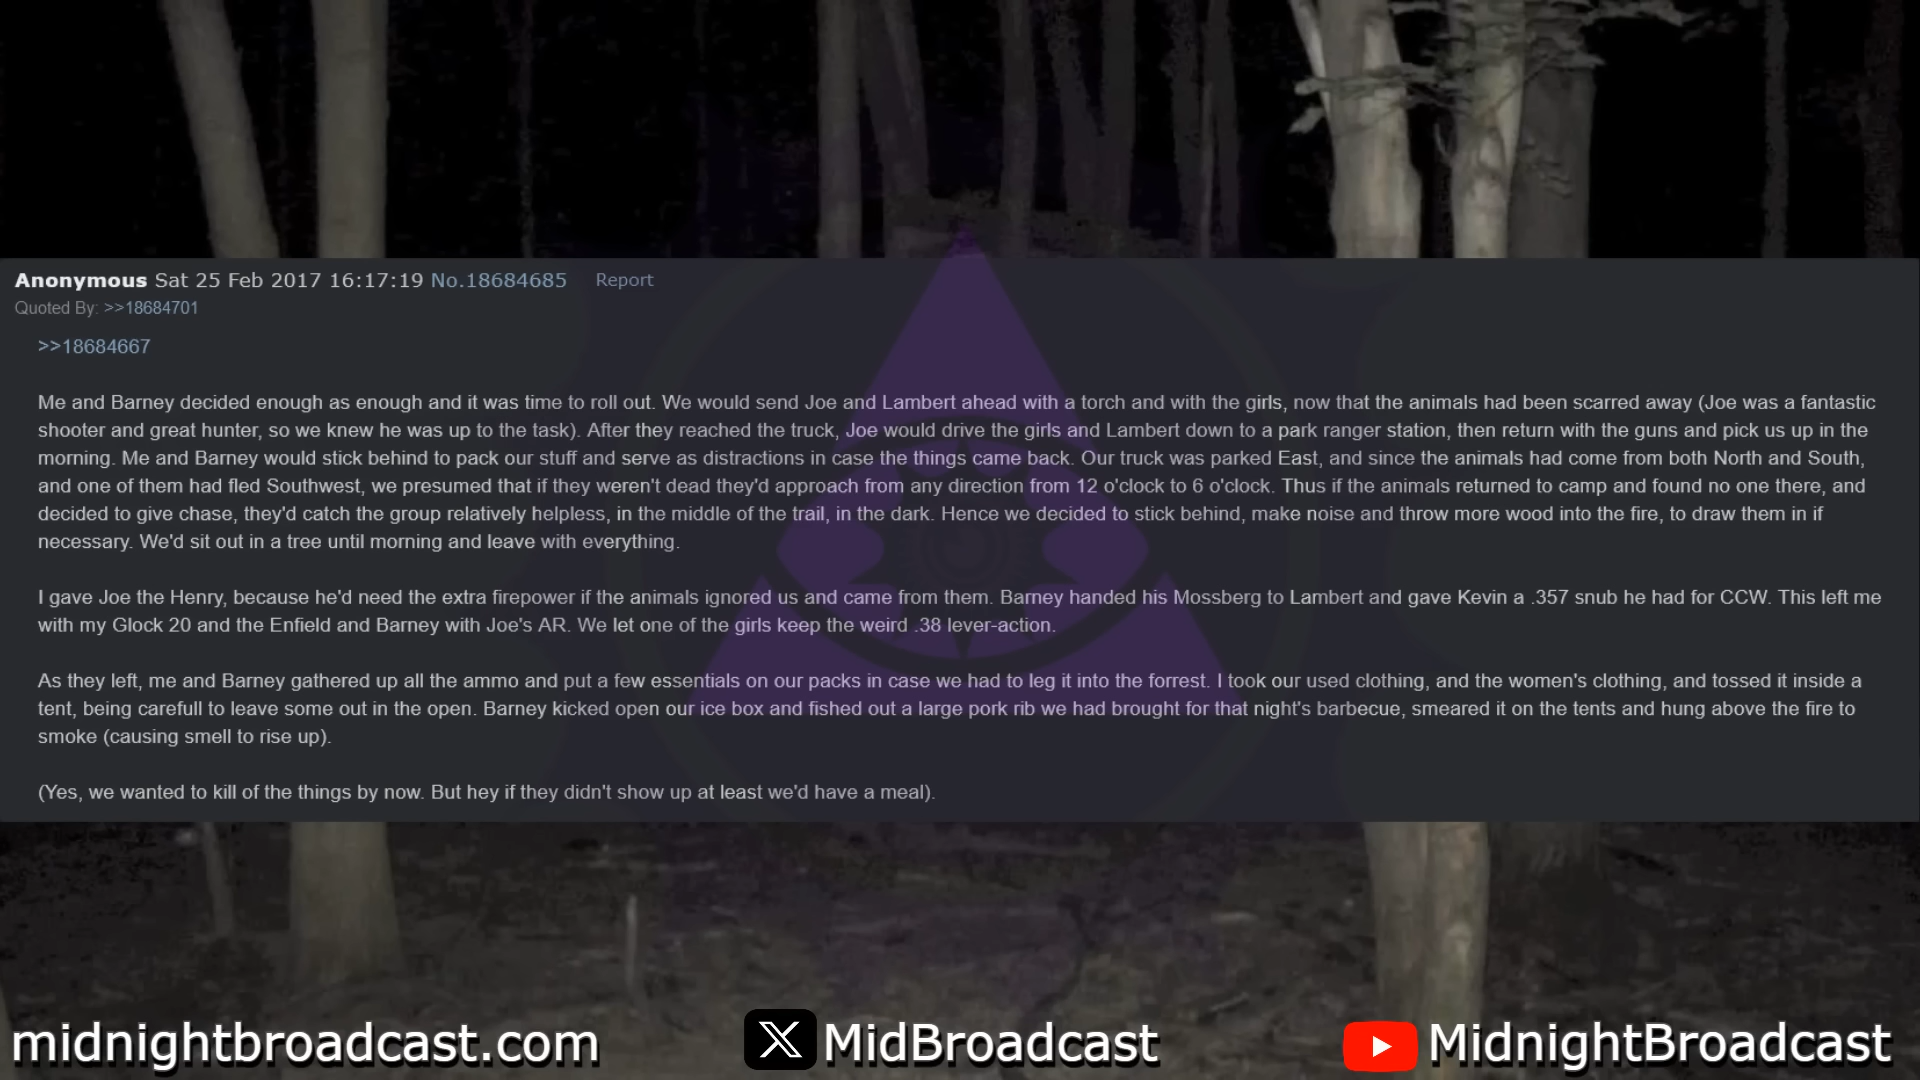 Anonymous Sat 25 Feb 2017 16:17:19 No.18684685 Report
Quoted By: >>18684701
>>18684667
Me and Barney decided enough as enough and it was time to roll out. We would send Joe and Lambert ahead with a torch and with the girls, now that the animals had been scarred away (Joe was a fantastic
shooter and great hunter, so we knew he was up to the task). After they reached the truck, Joe would drive the girls and Lambert down to a park ranger station, then return with the guns and pick us up in the
morning. Me and Barney would stick behind to pack our stuff and serve as distractions in case the things came back. Our truck was parked East, and since the animals had come from both North and South,
and one of them had fled Southwest, we presumed that if they weren't dead they'd approach from any direction from 12 o'clock to 6 o'clock. Thus if the animals returned to camp and found no one there, and
decided to give chase, they'd catch the group relatively helpless, in the middle of the trail, in the dark. Hence we decided to stick behind, make noise and throw more wood into the fire, to draw them in if
necessary. We'd sit out in a tree until morning and leave with everything.
I gave Joe the Henry, because he'd need the extra firepower if the animals ignored us and came from them. Barney handed his Mossberg to Lambert and gave Kevin a .357 snub he had for CCW. This left me
with my Glock 20 and the Enfield and Barney with Joe's AR. We let one of the girls keep the weird .38 lever-action.
As they left, me and Barney gathered up all the ammo and put a few essentials on our packs in case we had to leg it into the forrest. I took our used clothing, and the women's clothing, and tossed it inside a
tent, being carefull to leave some out in the open. Barney kicked open our ice box and fished out a large pork rib we had brought for that night's barbecue, smeared it on the tents and hung above the fire to
smoke (causing smell to rise up).
(Yes, we wanted to kill of the things by now. But hey if they didn't show up at least we'd have a meal).
midnightbroadcast.com MidBroadcast MidnightBroadcast